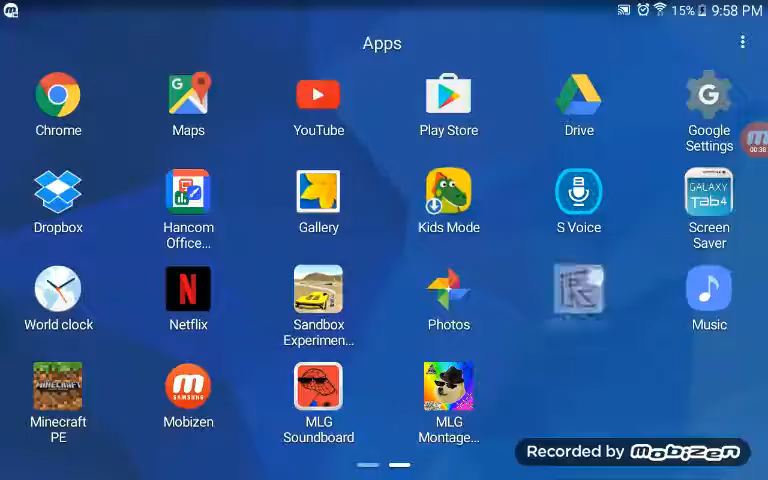 15% 9:58 PM
Apps
Chrome
Maps
YouTube
Play Store
Drive
Google
Settings
00:38
Dropbox
Hancom
Office...
Gallery
Kids Mode
S Voice
GALAXY
Tab4
Screen
Saver
World clock
Netflix
Sandbox
Experimen...
Photos
Music
MINECRAFT
Minecraft
PE
SAMSUNG
Mobizen
MLG
Soundboard
MLG
Montage...
Recorded by mobizen